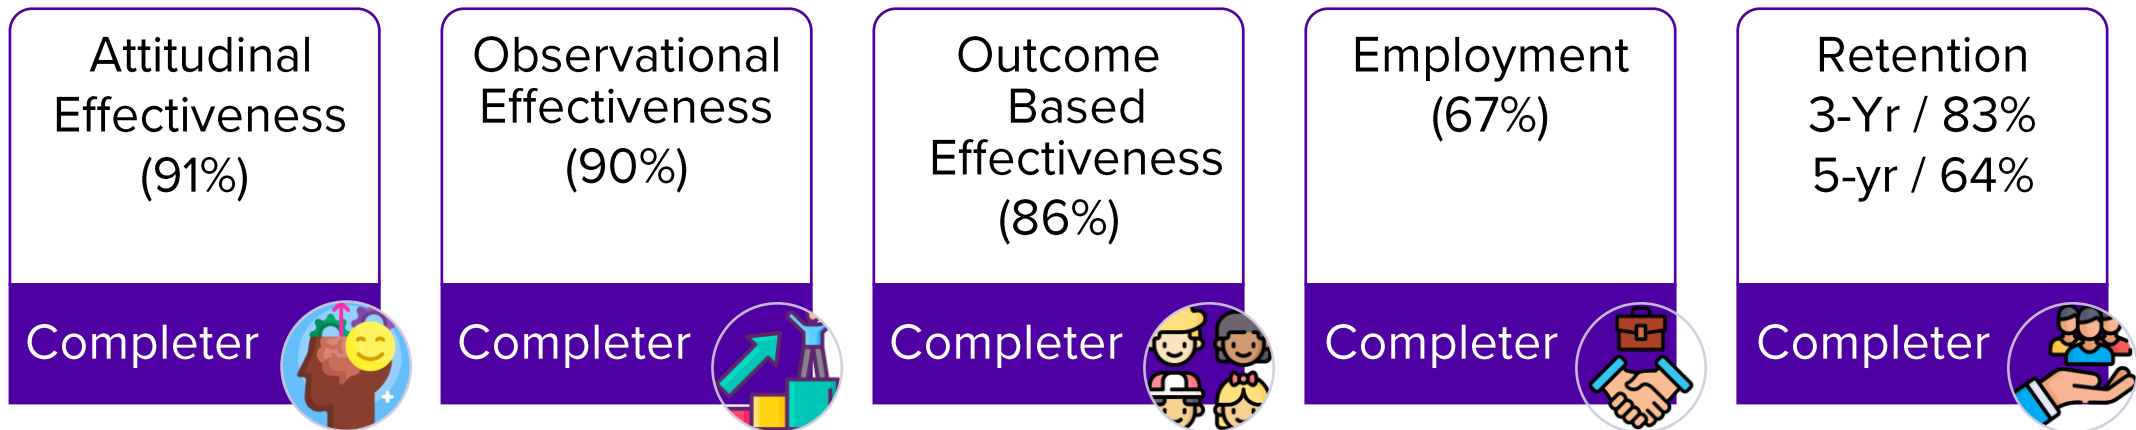 Attitudinal
Effectiveness
(91%)
Completer
Observational
Effectiveness
(90%)
Completer
Outcome
Based
Effectiveness
(86%)
Completer
Employment
(67%)
Completer
Retention
3-Yr / 83%
5-yr / 64%
Completer